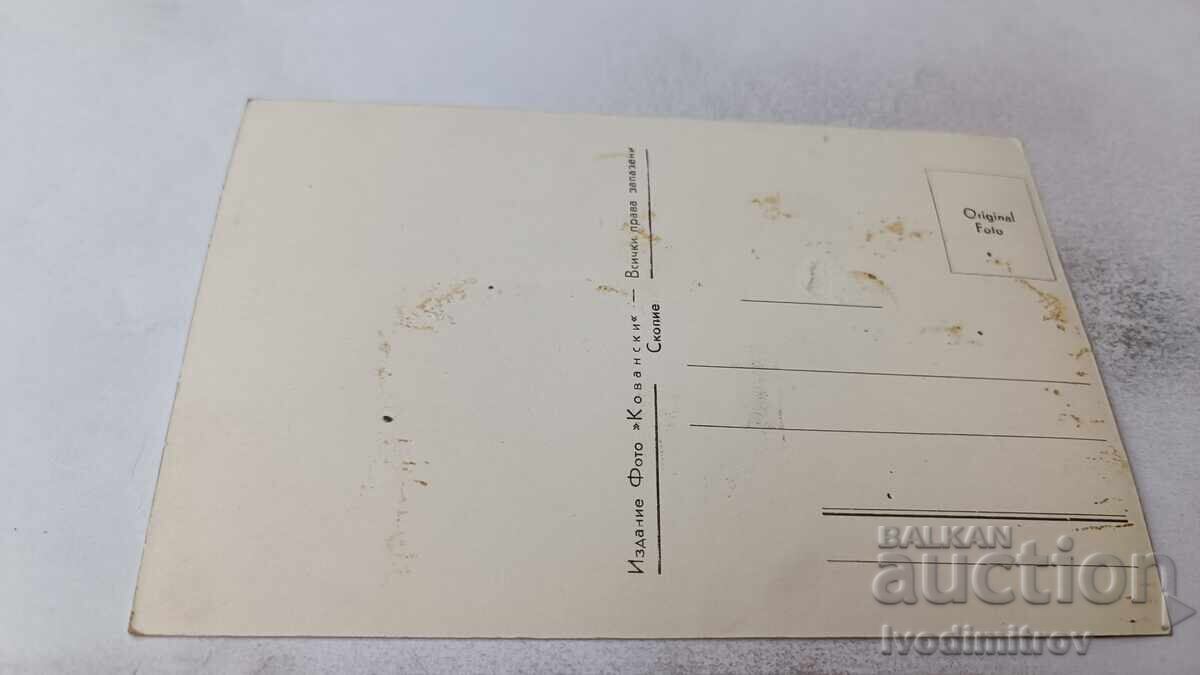 Издание Фото »Ковански« — Всички права запазени
Скопие
Original
Foto
BALKAN
auction
Ivodimitrov